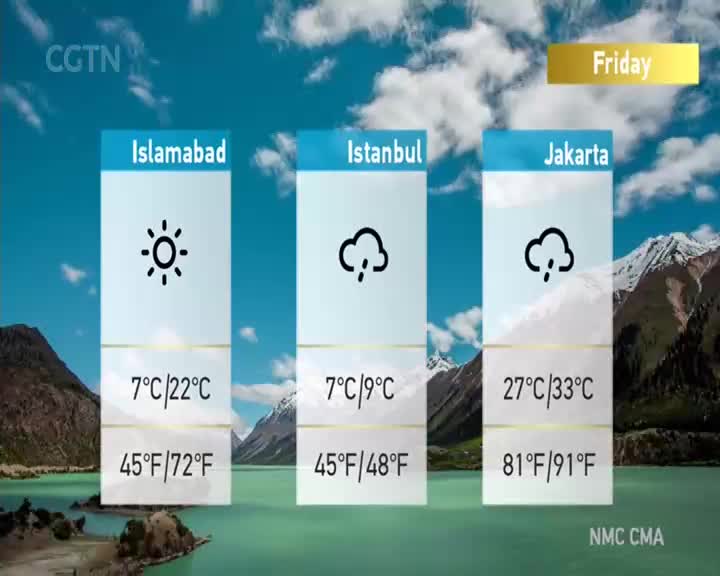 CGTN
Friday
Islamabad
Istanbul
Jakarta
7°C/22°C
7°C/9°C
27°C/33°C
45°F/72°F
45°F/48°F
81°F/91°F
NMC CMA